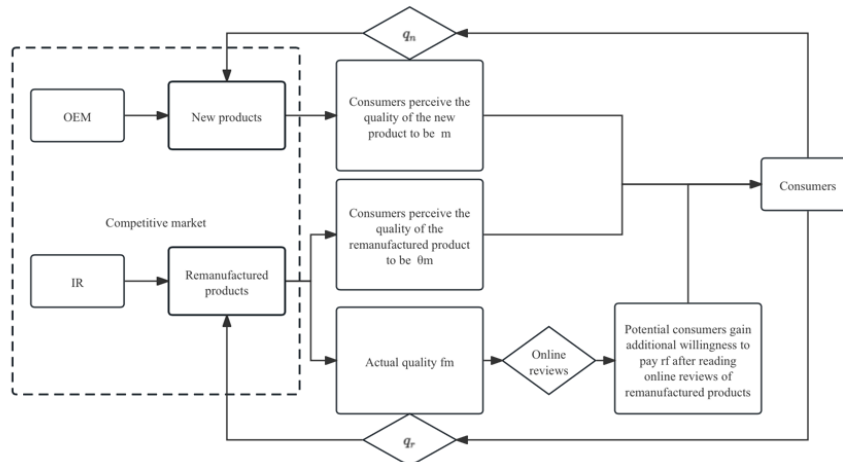 qₙ
OEM
New products
Consumers perceive the
quality of the new
product to be m
Consumers
Competitive market
Consumers perceive the
quality of the
remanufactured product
to be θm
IR
Remanufactured
products
Actual quality fm
Online
reviews
Potential consumers gain
additional willingness to
pay rf after reading
online reviews of
remanufactured products
qᵣ